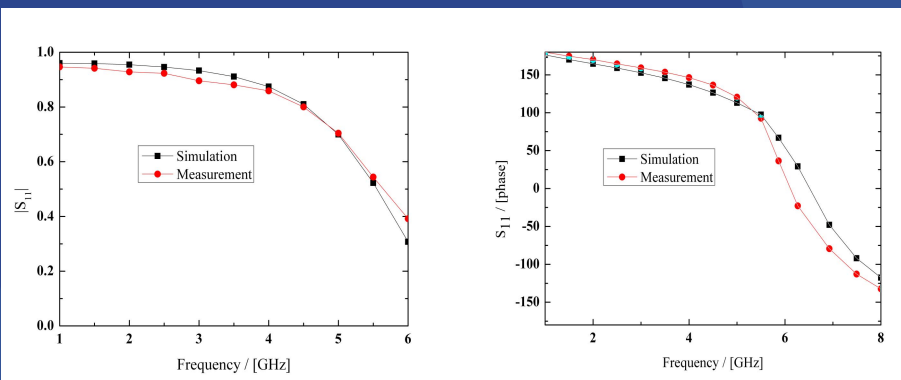 1.0
0.8
0.6
0.4
0.2
0.0
|S11|
Simulation
Measurement
1 2 3 4 5 6
Frequency / [GHz]
150
100
50
0
-50
-100
-150
S11 / [phase]
Simulation
Measurement
2 4 6 8
Frequency / [GHz]